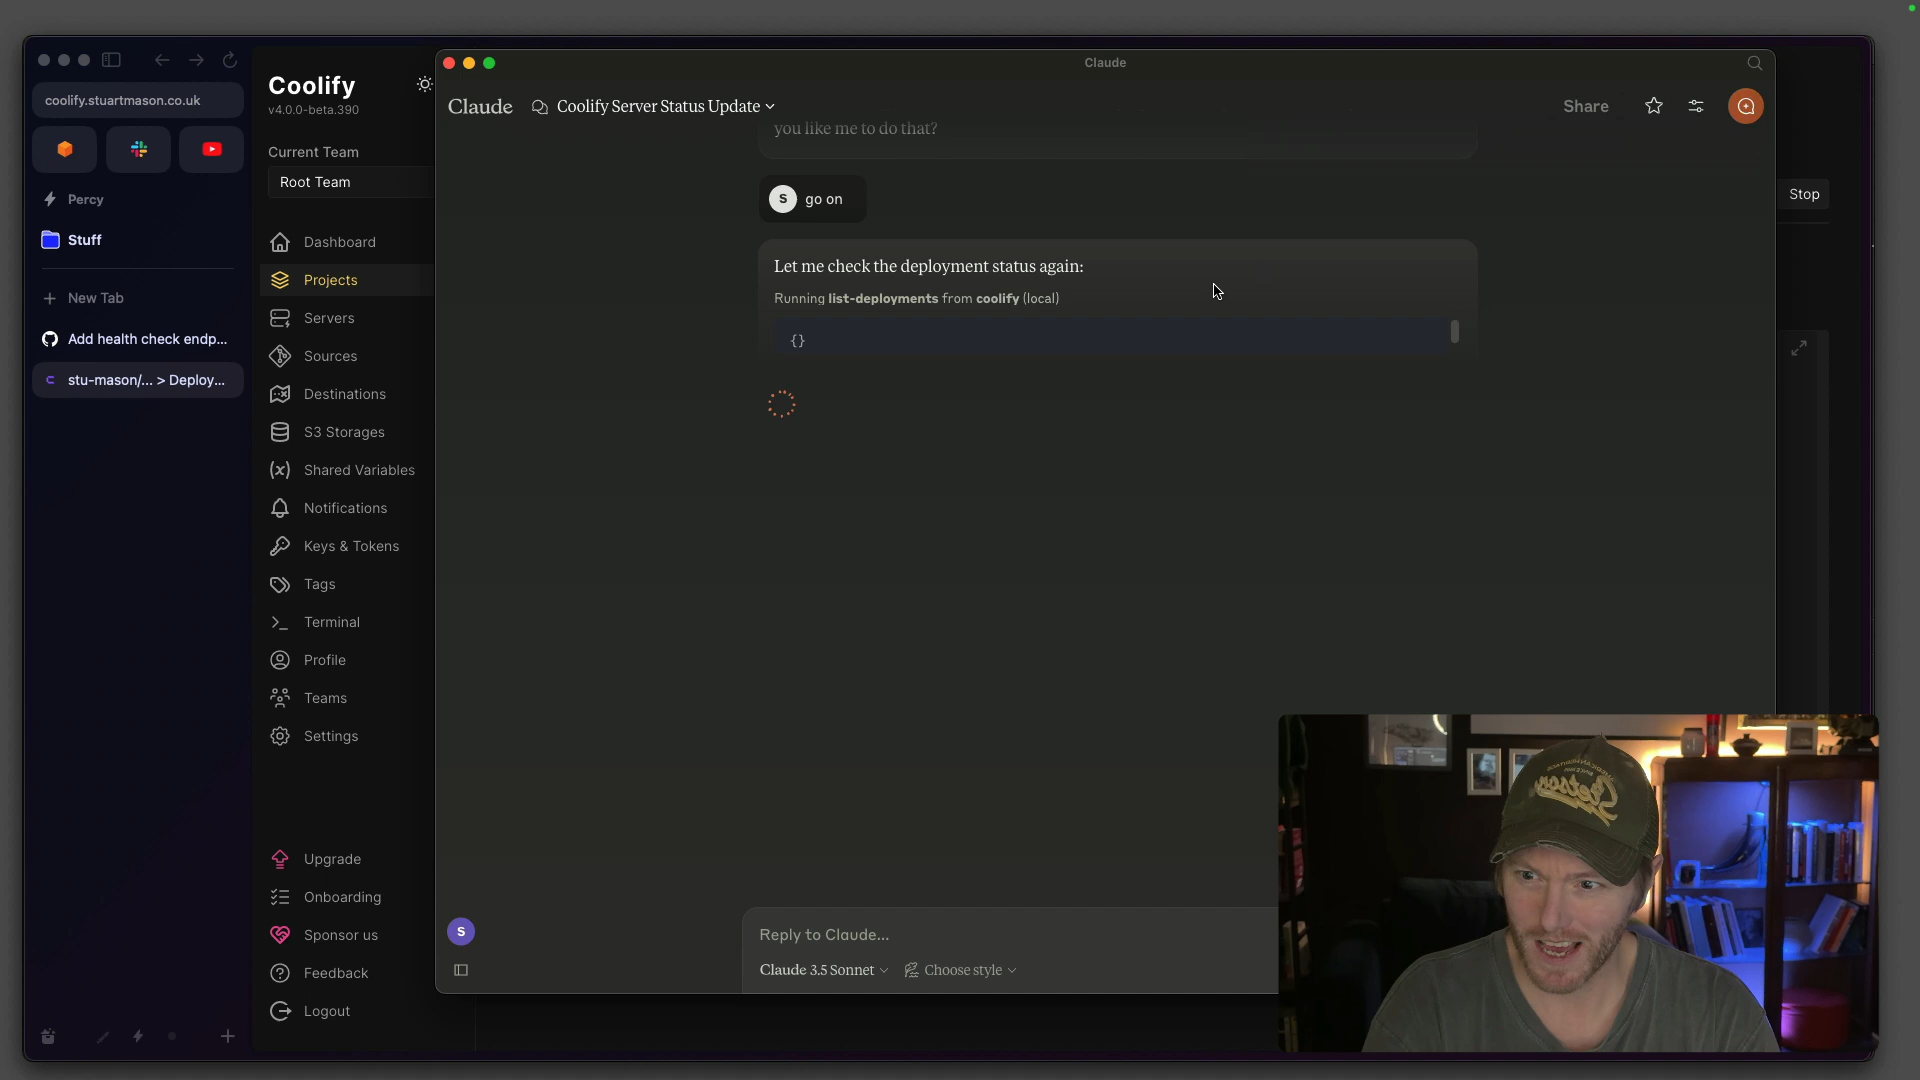 coolify.stuartmason.co.uk
Percy
Stuff
New Tab
Add health check endp...
stu-mason/... > Deploy...
Coolify
v4.0.0-beta.390
Current Team
Root Team
Dashboard
Projects
Servers
Sources
Destinations
S3 Storages
Shared Variables
Notifications
Keys & Tokens
Tags
Terminal
Profile
Teams
Settings
Upgrade
Onboarding
Sponsor us
Feedback
Logout
Claude
Claude
Coolify Server Status Update
Share
you like me to do that?
S
go on
Let me check the deployment status again:
Running list-deployments from coolify (local)
{}
S
Reply to Claude...
Claude 3.5 Sonnet
Choose style
Stop